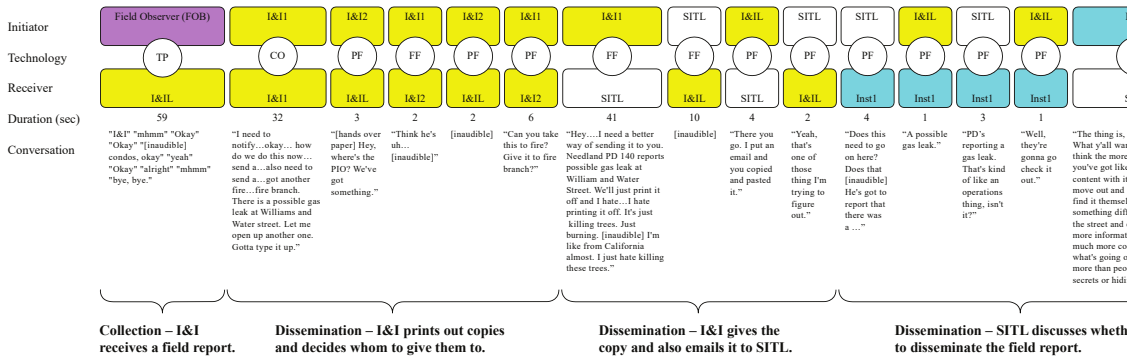 Initiator
Field Observer (FOB) I&I1 I&I2 I&I1 I&I2 I&I1 I&I1 SITL I&IL SITL SITL I&IL SITL I&IL
Technology
TP CO PF FF PF PF FF FF PF PF PF PF PF PF
Receiver
I&IL I&I1 I&IL I&I1 I&IL I&I2 SITL I&IL SITL I&IL Inst1 Inst1 Inst1 Inst1
Duration (sec)
59 32 3 2 2 6 41 10 4 2 4 1 3 1
Conversation
"I&I" "mhmm" "Okay"
"Okay" "[inaudible]
condos, okay" "yeah"
"Okay" "alright" "mhmm"
"bye, bye."
“I need to
notify…okay… how
do we do this now…
send a…also need to
send a…got another
fire…fire branch.
There is a possible gas
leak at Williams and
Water street. Let me
open up another one.
Gotta type it up.”
“[hands over
paper] Hey,
where's the
PIO? We've
got
something.”
“Think he's
uh…
[inaudible]”
[inaudible]
“Can you take
this to fire?
Give it to fire
branch?”
“Hey….I need a better
way of sending it to you.
Needland PD 140 reports
possible gas leak at
William and Water
Street. We'll just print it
off and I hate…I hate
printing it off. It's just
killing trees. Just
burning. [inaudible] I'm
like from California
almost. I just hate killing
these trees.”
[inaudible]
“There you
go. I put an
email and
you copied
and pasted
it.”
“Yeah,
that's
one of
those
thing I'm
trying to
figure
out.”
“Does this
need to go
on here?
Does that
[inaudible]
He's got to
report that
there was
a …”
“A possible
gas leak.”
“PD’s
reporting a
gas leak.
That's kind
of like an
operations
thing, isn't
it?”
“Well,
they're
gonna go
check it
out.”
“The thing is,
What y'all
think the more
you've got
content with
move out and
find it
something
the street and
more
much more
what's going
more than
secrets or
Collection – I&I
receives a field report.
Dissemination – I&I prints out copies
and decides whom to give them to.
Dissemination – I&I gives the
copy and also emails it to SITL.
Dissemination – SITL discusses
to disseminate the field report.